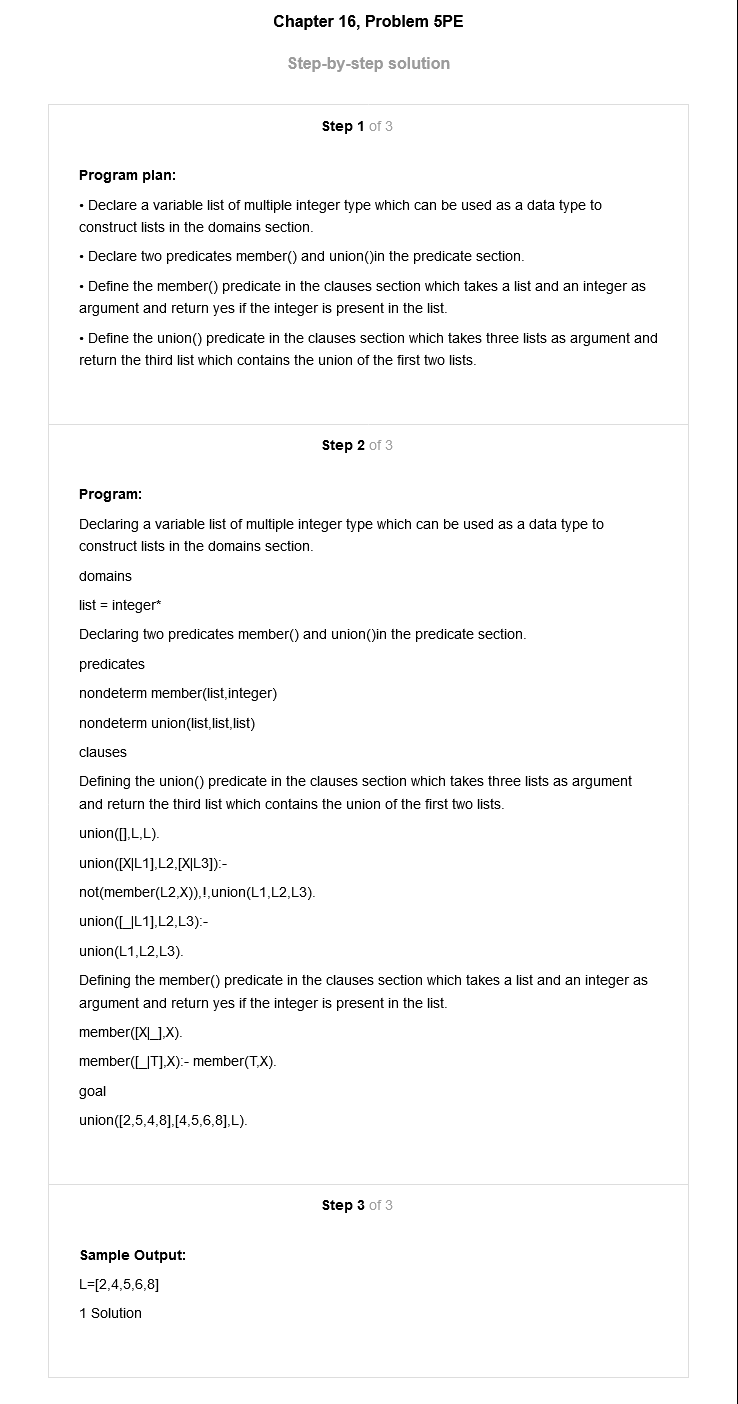 Chapter 16, Problem 5PE
Step-by-step solution
Step 1 of 3
Program plan:
• Declare a variable list of multiple integer type which can be used as a data type to
construct lists in the domains section.
• Declare two predicates member() and union()in the predicate section.
• Define the member() predicate in the clauses section which takes a list and an integer as
argument and return yes if the integer is present in the list.
• Define the union() predicate in the clauses section which takes three lists as argument and
return the third list which contains the union of the first two lists.
Step 2 of 3
Program:
Declaring a variable list of multiple integer type which can be used as a data type to
construct lists in the domains section.
domains
list = integer*
Declaring two predicates member() and union()in the predicate section.
predicates
nondeterm member(list,integer)
nondeterm union(list,list,list)
clauses
Defining the union() predicate in the clauses section which takes three lists as argument
and return the third list which contains the union of the first two lists.
union([],L,L).
union([X|L1],L2,[X|L3]):-
not(member(L2,X)),!,union(L1,L2,L3).
union([_|L1],L2,L3):-
union(L1,L2,L3).
Defining the member() predicate in the clauses section which takes a list and an integer as
argument and return yes if the integer is present in the list.
member([X|_],X).
member([_|T],X):- member(T,X).
goal
union([2,5,4,8],[4,5,6,8],L).
Step 3 of 3
Sample Output:
L=[2,4,5,6,8]
1 Solution